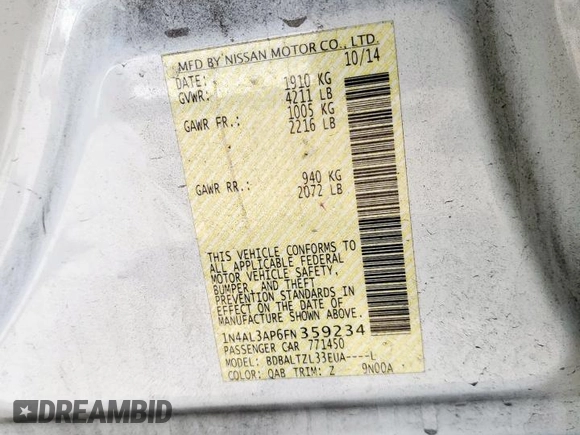 MFD BY NISSAN MOTOR CO., LTD.
DATE: 10/14
GVWR: 1910 KG
4211 LB
GAWR FR.: 1005 KG
2216 LB
GAWR RR.: 940 KG
2072 LB
THIS VEHICLE CONFORMS TO
ALL APPLICABLE FEDERAL
MOTOR VEHICLE SAFETY,
BUMPER, AND THEFT
PREVENTION STANDARDS IN
EFFECT ON THE DATE OF
MANUFACTURE SHOWN ABOVE.
1N4AL3AP6FN 359234
PASSENGER CAR 771450
MODEL: BDBALTZL33EUA----L
COLOR: QAB TRIM: Z 9N00A
DREAMBID